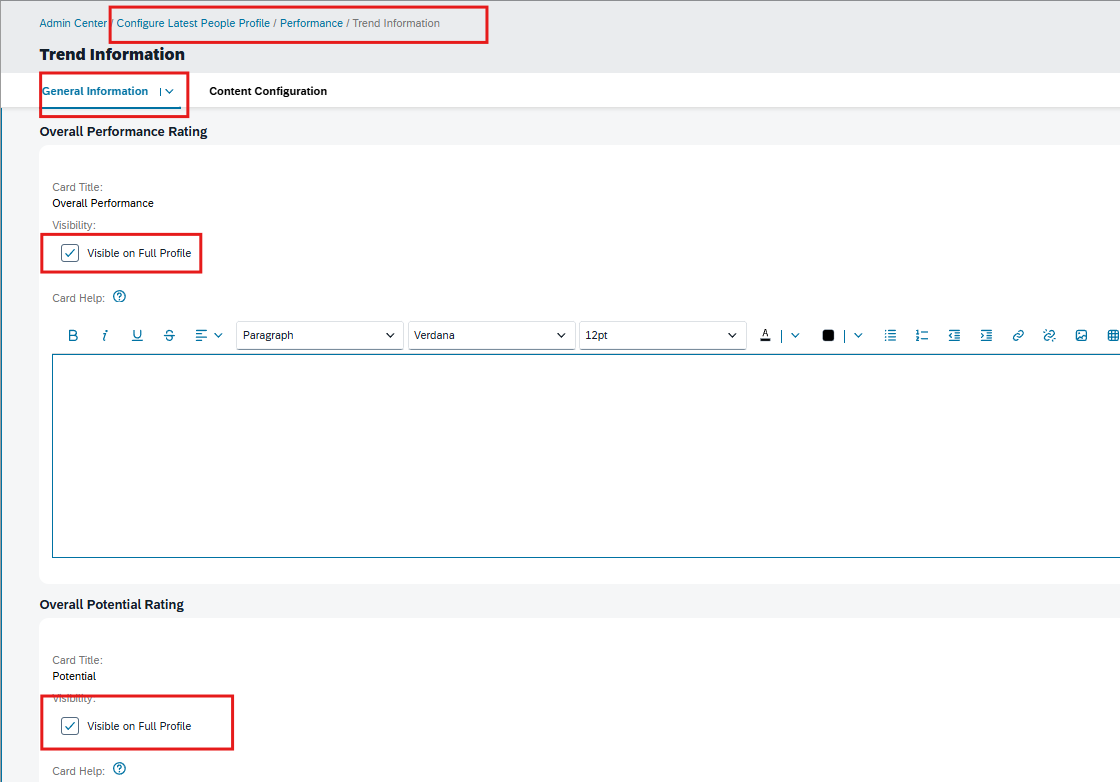 Admin Center / Configure Latest People Profile / Performance / Trend Information
Trend Information
General Information
Content Configuration
Overall Performance Rating
Card Title:
Overall Performance
Visibility:
Visible on Full Profile
Card Help:
Paragraph Verdana 12pt
Overall Potential Rating
Card Title:
Potential
Visibility:
Visible on Full Profile
Card Help: